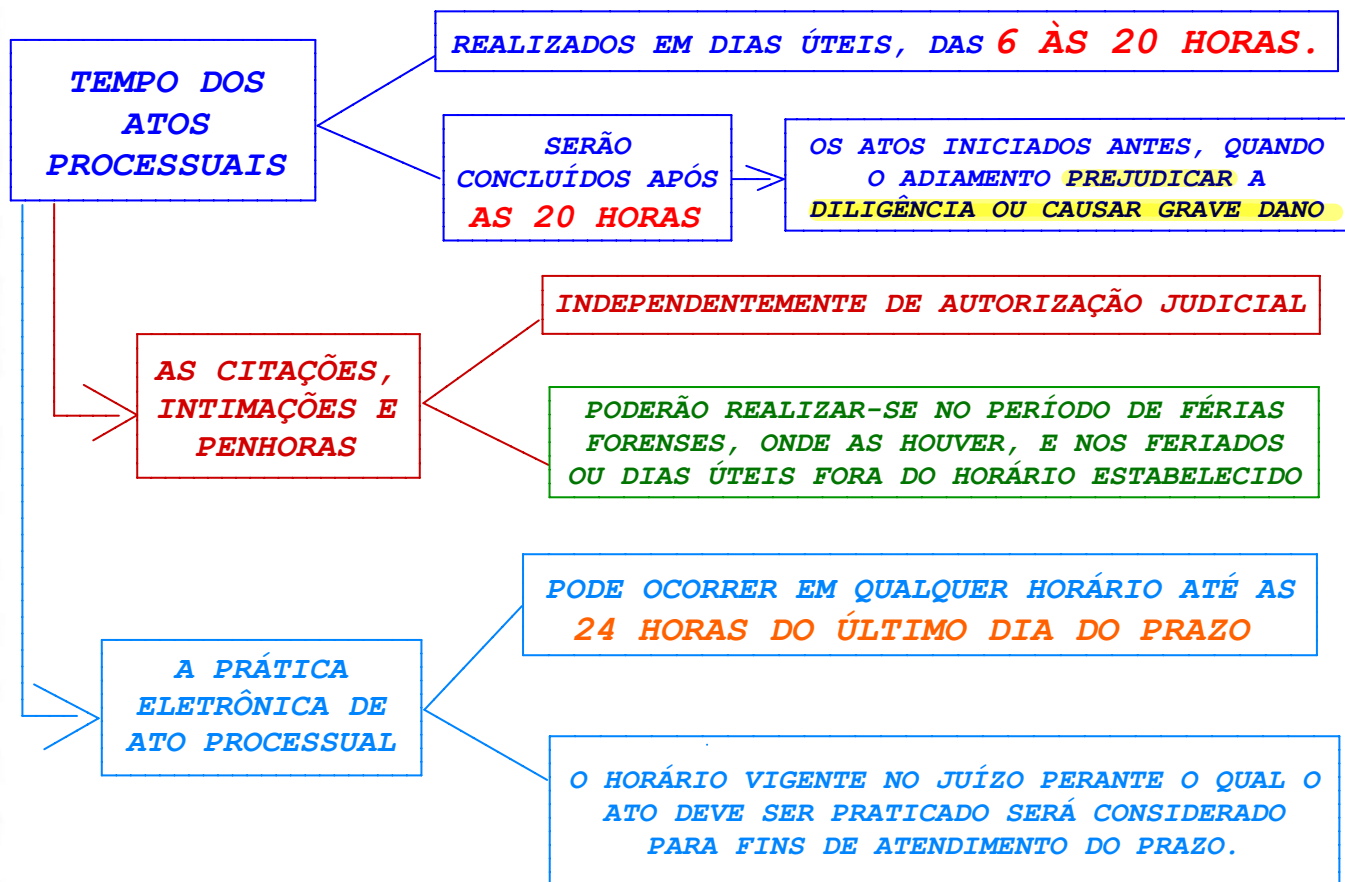 TEMPO DOS
ATOS
PROCESSUAIS
REALIZADOS EM DIAS ÚTEIS, DAS 6 ÀS 20 HORAS.
SERÃO
CONCLUÍDOS APÓS
AS 20 HORAS
OS ATOS INICIADOS ANTES, QUANDO
O ADIAMENTO PREJUDICAR A
DILIGÊNCIA OU CAUSAR GRAVE DANO
AS CITAÇÕES,
INTIMAÇÕES E
PENHORAS
INDEPENDENTEMENTE DE AUTORIZAÇÃO JUDICIAL
PODERÃO REALIZAR-SE NO PERÍODO DE FÉRIAS
FORENSES, ONDE AS HOUVER, E NOS FERIADOS
OU DIAS ÚTEIS FORA DO HORÁRIO ESTABELECIDO
A PRÁTICA
ELETRÔNICA DE
ATO PROCESSUAL
PODE OCORRER EM QUALQUER HORÁRIO ATÉ AS
24 HORAS DO ÚLTIMO DIA DO PRAZO
O HORÁRIO VIGENTE NO JUÍZO PERANTE O QUAL O
ATO DEVE SER PRATICADO SERÁ CONSIDERADO
PARA FINS DE ATENDIMENTO DO PRAZO.